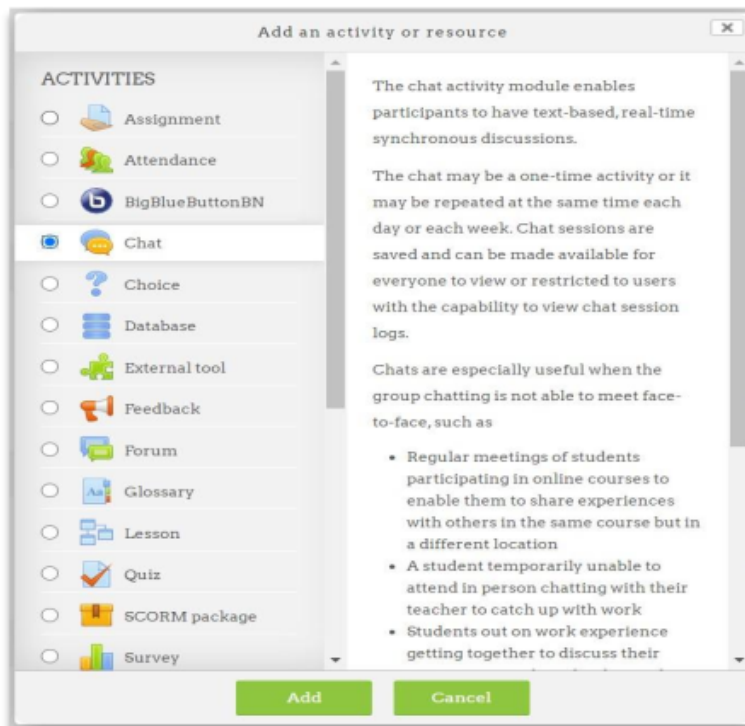 Add an activity or resource
ACTIVITIES
Assignment
Attendance
BigBlueButtonBN
Chat
Choice
Database
External tool
Feedback
Forum
Glossary
Lesson
Quiz
SCORM package
Survey
The chat activity module enables
participants to have text-based, real-time
synchronous discussions.
The chat may be a one-time activity or it
may be repeated at the same time each
day or each week. Chat sessions are
saved and can be made available for
everyone to view or restricted to users
with the capability to view chat session
logs.
Chats are especially useful when the
group chatting is not able to meet face-
to-face, such as
• Regular meetings of students
participating in online courses to
enable them to share experiences
with others in the same course but in
a different location
• A student temporarily unable to
attend in person chatting with their
teacher to catch up with work
• Students out on work experience
getting together to discuss their
Add
Cancel